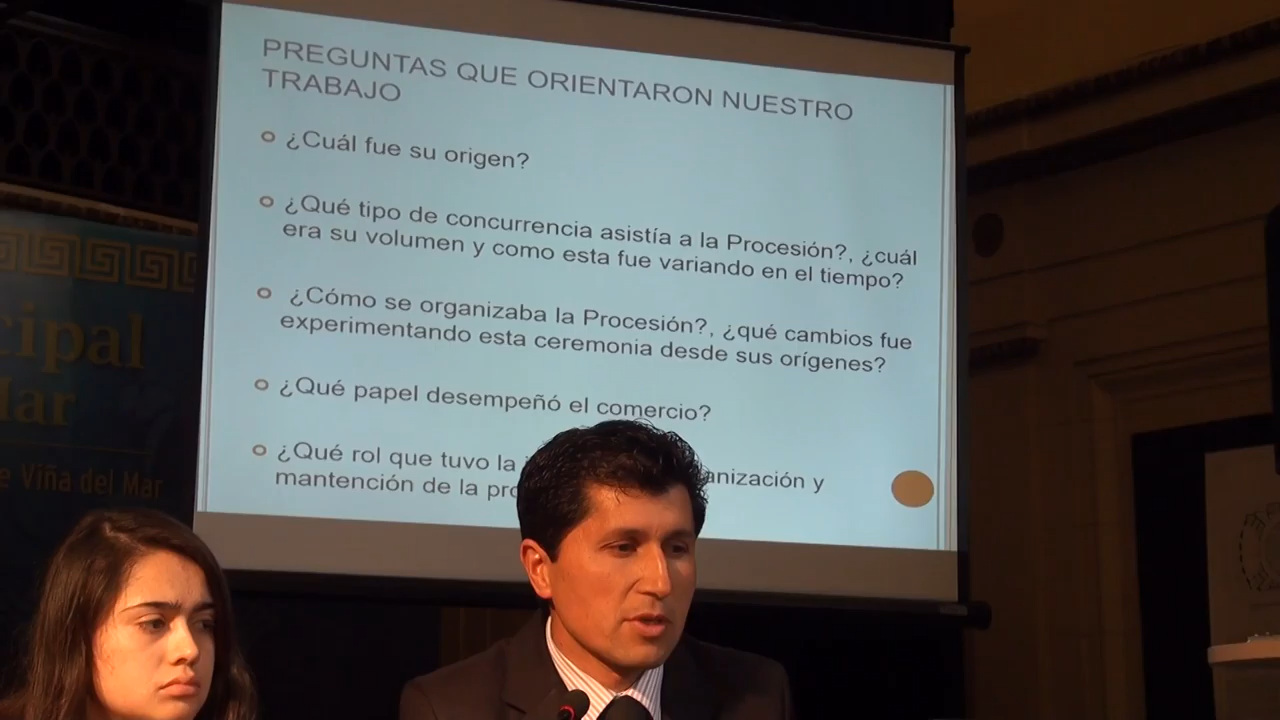 PREGUNTAS QUE ORIENTARON NUESTRO
TRABAJO
¿Cuál fue su origen?
¿Qué tipo de concurrencia asistía a la Procesión?, ¿cuál
era su volumen y como esta fue variando en el tiempo?
¿Cómo se organizaba la Procesión?, ¿qué cambios fue
experimentando esta ceremonia desde sus orígenes?
¿Qué papel desempeñó el comercio?
¿Qué rol que tuvo la anización y
mantención de la pro
cipal
lar
e Viña del Mar